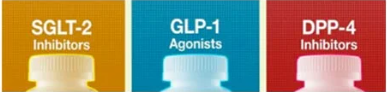 SGLT-2
Inhibitors
GLP-1
Agonists
DPP-4
Inhibitors